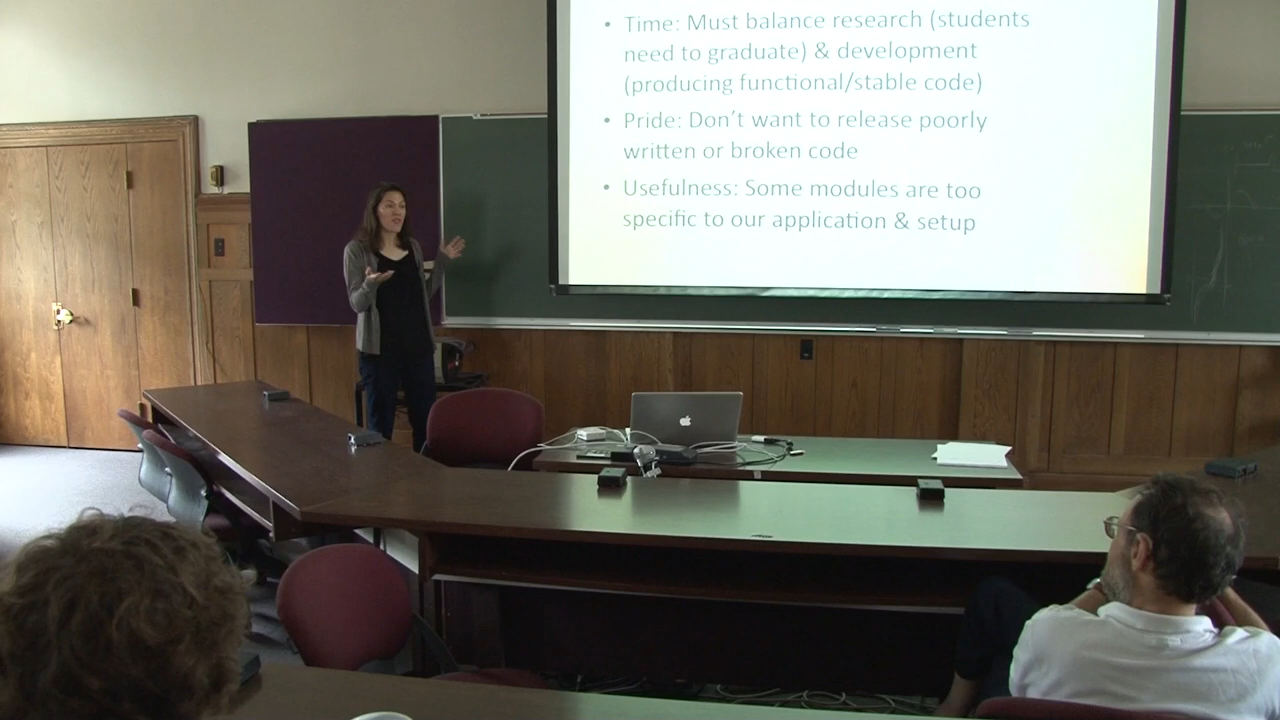 • Time: Must balance research (students
need to graduate) & development
(producing functional/stable code)
• Pride: Don't want to release poorly
written or broken code
• Usefulness: Some modules are too
specific to our application & setup